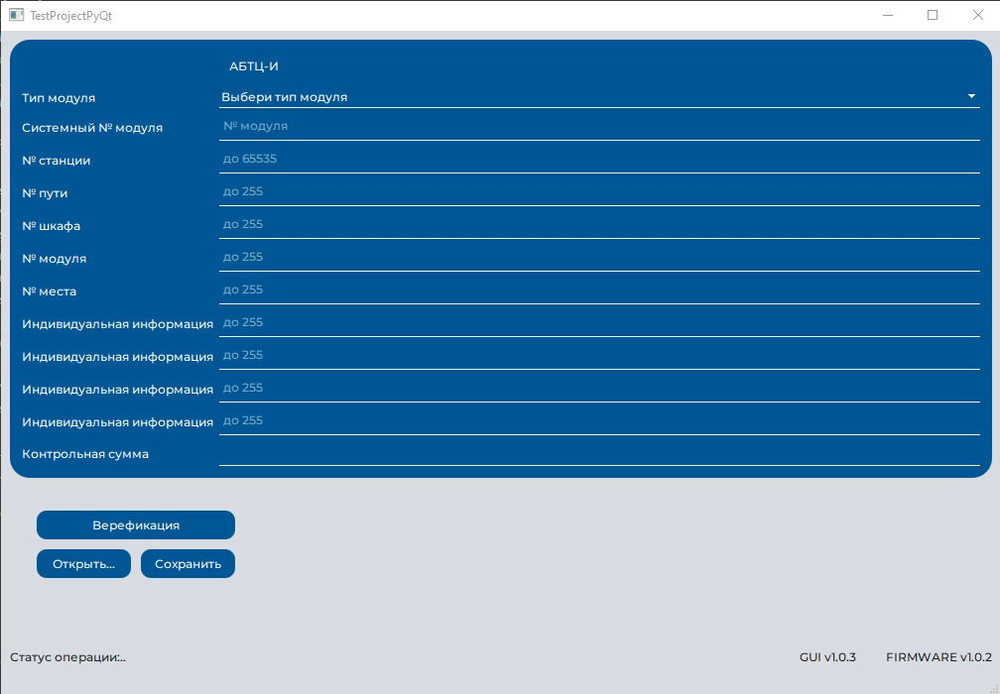 TestProjectPyQt
АБТЦ-И
Тип модуля Выбери тип модуля
Системный № модуля № модуля
№ станции до 65535
№ пути до 255
№ шкафа до 255
№ модуля до 255
№ места до 255
Индивидуальная информация до 255
Индивидуальная информация до 255
Индивидуальная информация до 255
Индивидуальная информация до 255
Контрольная сумма
Верефикация
Открыть... Сохранить
Статус операции:.. GUI v1.0.3 FIRMWARE v1.0.2